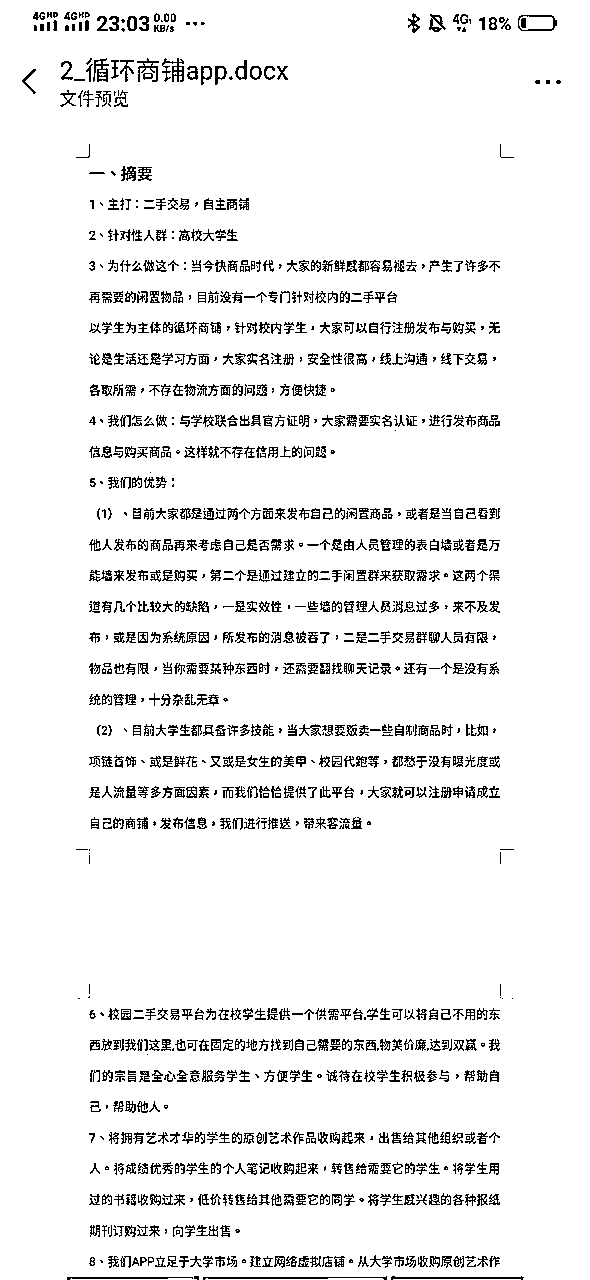 4GHD 4GHD 23:03 0.00 KB/s ··· 4G 18%
2_循环商铺app.docx
文件预览
一、摘要
1、主打：二手交易，自主商铺
2、针对性人群：高校大学生
3、为什么做这个：当今快商品时代，大家的新鲜感都容易褪去，产生了许多不
再需要的闲置物品，目前没有一个专门针对校内的二手平台
以学生为主体的循环商铺，针对校内学生，大家可以自行注册发布与购买，无
论是生活还是学习方面，大家实名注册，安全性很高，线上沟通，线下交易，
各取所需，不存在物流方面的问题，方便快捷。
4、我们怎么做：与学校联合出具官方证明，大家需要实名认证，进行发布商品
信息与购买商品。这样就不存在信用上的问题。
5、我们的优势：
（1）、目前大家都是通过两个方面来发布自己的闲置商品，或者是当自己看到
他人发布的商品再来考虑自己是否需求。一个是由人员管理的表白墙或者是万
能墙来发布或是购买，第二个是通过建立的二手闲置群来获取需求。这两个渠
道有几个比较大的缺陷，一是实效性，一些墙的管理人员消息过多，来不及发
布，或是因为系统原因，所发布的消息被吞了，二是二手交易群聊人员有限，
物品也有限，当你需要某种东西时，还需要翻找聊天记录。还有一个是没有系
统的管理，十分杂乱无章。
（2）、目前大学生都具备许多技能，当大家想要贩卖一些自制商品时，比如，
项链首饰、或是鲜花、又或是女生的美甲、校园代跑等，都愁于没有曝光度或
是人流量等多方面因素，而我们恰恰提供了此平台，大家就可以注册申请成立
自己的商铺，发布信息，我们进行推送，带来客流量。
6、校园二手交易平台为在校学生提供一个供需平台,学生可以将自己不用的东
西放到我们这里,也可在固定的地方找到自己需要的东西,物美价廉,达到双赢。我
们的宗旨是全心全意服务学生、方便学生。诚待在校学生积极参与，帮助自
己，帮助他人。
7、将拥有艺术才华的学生的原创艺术作品收购起来，出售给其他组织或者个
人。将成绩优秀的学生的个人笔记收购起来，转售给需要它的学生。将学生用
过的书籍收购过来，低价转售给其他需要它的同学。将学生感兴趣的各种报纸
期刊订购过来，向学生出售。
8、我们APP立足于大学市场。建立网络虚拟店铺。从大学市场收购原创艺术作